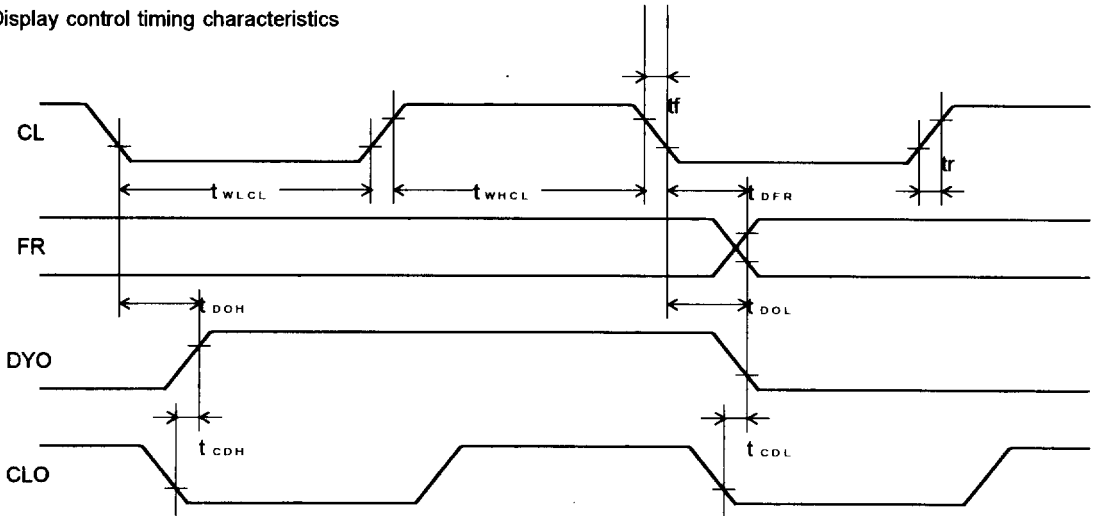 Display control timing characteristics
tf
CL
tr
tWLCL
tWHCL
tDFR
FR
tDOH
tDOL
DYO
tCDH
tCDL
CLO